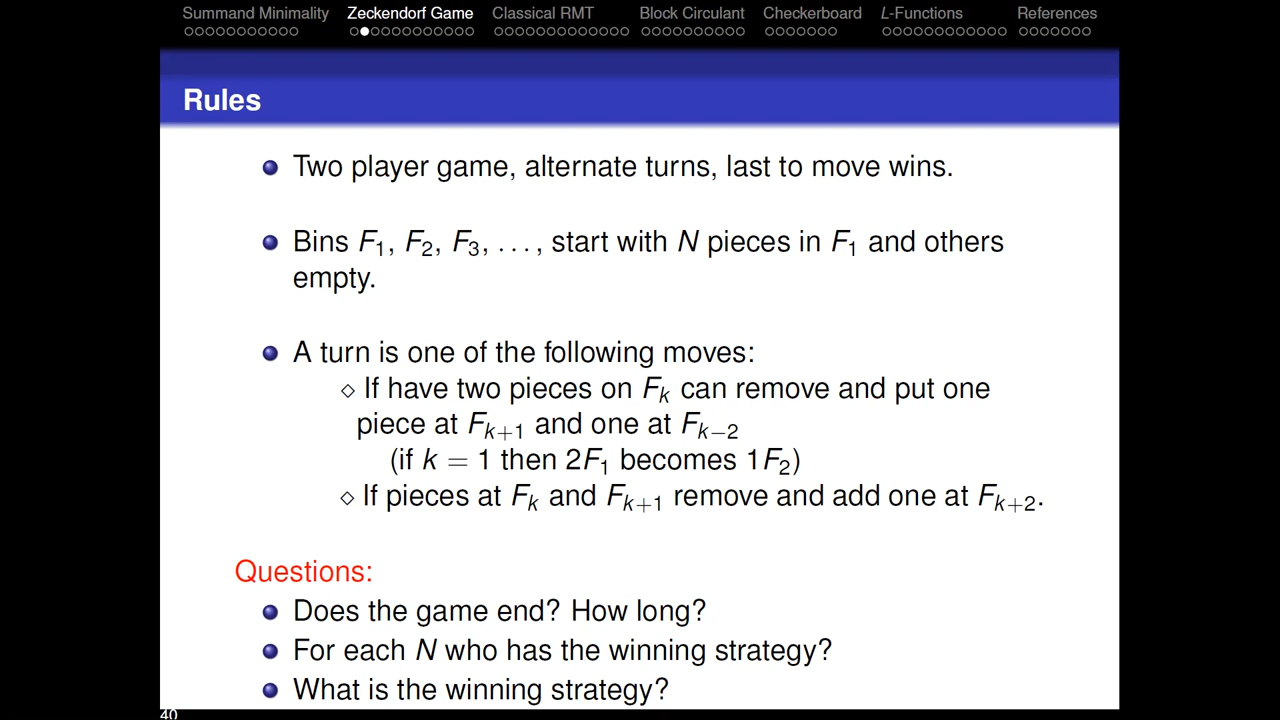 Summand Minimality Zeckendorf Game Classical RMT Block Circulant Checkerboard L-Functions References
Rules
Two player game, alternate turns, last to move wins.
Bins F₁, F₂, F₃, . . . , start with N pieces in F₁ and others
empty.
A turn is one of the following moves:
⋄ If have two pieces on Fₖ can remove and put one
piece at Fₖ₊₁ and one at Fₖ₋₂
(if k = 1 then 2F₁ becomes 1F₂)
⋄ If pieces at Fₖ and Fₖ₊₁ remove and add one at Fₖ₊₂.
Questions:
Does the game end? How long?
For each N who has the winning strategy?
What is the winning strategy?
40